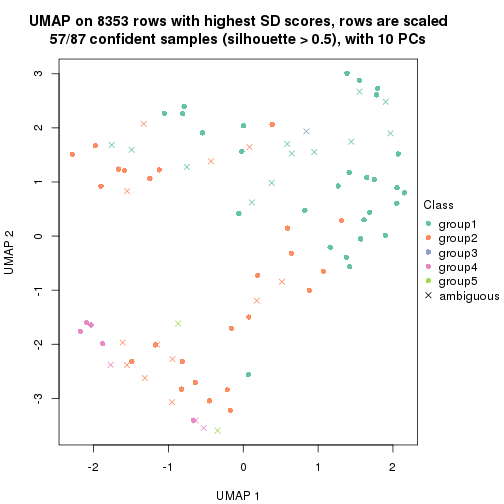 UMAP on 8353 rows with highest SD scores, rows are scaled
57/87 confident samples (silhouette > 0.5), with 10 PCs
3
2
1
0
-1
-2
-3
UMAP 2
-2
-1
0
1
2
UMAP 1
Class
group1
group2
group3
group4
group5
ambiguous